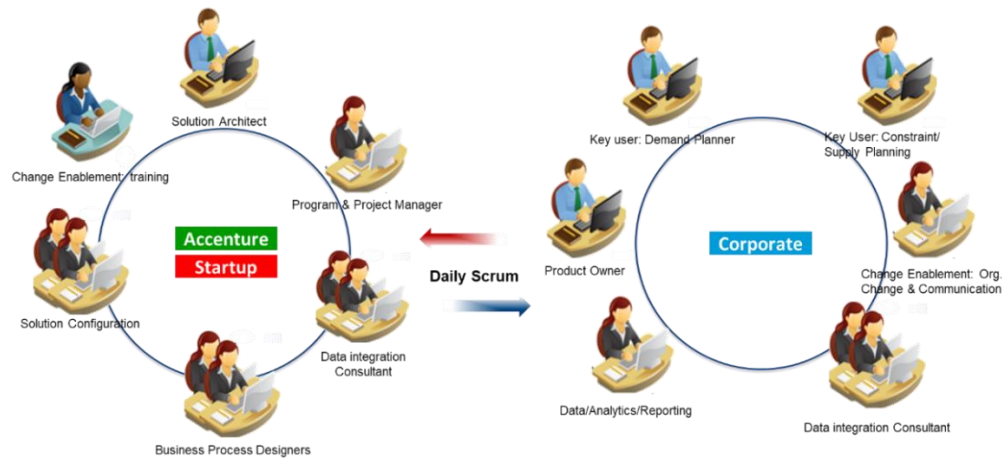 Solution Architect
Change Enablement: training
Program & Project Manager
Accenture
Startup
Solution Configuration
Data integration
Consultant
Business Process Designers
Daily Scrum
Key user: Demand Planner
Key User: Constraint/
Supply Planning
Product Owner
Corporate
Change Enablement: Org.
Change & Communication
Data/Analytics/Reporting
Data integration Consultant